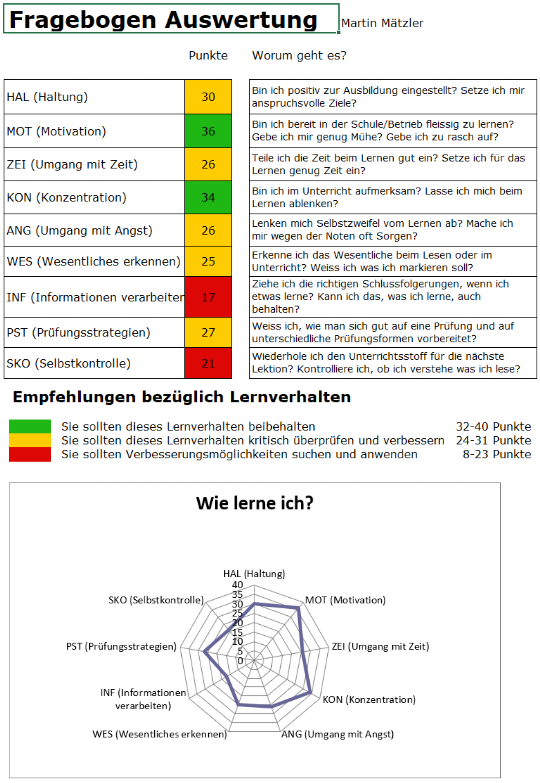 Fragebogen Auswertung Martin Mätzler
Punkte Worum geht es?
HAL (Haltung) 30 Bin ich positiv zur Ausbildung eingestellt? Setze ich mir
anspruchsvolle Ziele?
MOT (Motivation) 36 Bin ich bereit in der Schule/Betrieb fleissig zu lernen?
Gebe ich mir genug Mühe? Gebe ich zu rasch auf?
ZEI (Umgang mit Zeit) 26 Teile ich die Zeit beim Lernen gut ein? Setze ich für das
Lernen genug Zeit ein?
KON (Konzentration) 34 Bin ich im Unterricht aufmerksam? Lasse ich mich beim
Lernen ablenken?
ANG (Umgang mit Angst) 26 Lenken mich Selbstzweifel vom Lernen ab? Mache ich
mir wegen der Noten oft Sorgen?
WES (Wesentliches erkennen) 25 Erkenne ich das Wesentliche beim Lesen oder im
Unterricht? Weiss ich was ich markieren soll?
INF (Informationen verarbeiten 17 Ziehe ich die richtigen Schlussfolgerungen, wenn ich
etwas lerne? Kann ich das, was ich lerne, auch
behalten?
PST (Prüfungsstrategien) 27 Weiss ich, wie man sich gut auf eine Prüfung und auf
unterschiedliche Prüfungsformen vorbereitet?
SKO (Selbstkontrolle) 21 Wiederhole ich den Unterrichtsstoff für die nächste
Lektion? Kontrolliere ich, ob ich verstehe was ich lese?
Empfehlungen bezüglich Lernverhalten
Sie sollten dieses Lernverhalten beibehalten 32-40 Punkte
Sie sollten dieses Lernverhalten kritisch überprüfen und verbessern 24-31 Punkte
Sie sollten Verbesserungsmöglichkeiten suchen und anwenden 8-23 Punkte
Wie lerne ich?
HAL (Haltung)
40
35
30
25
20
15
10
5
0
MOT (Motivation)
ZEI (Umgang mit Zeit)
KON (Konzentration)
ANG (Umgang mit Angst)
WES (Wesentliches erkennen)
INF (Informationen
verarbeiten)
PST (Prüfungsstrategien)
SKO (Selbstkontrolle)